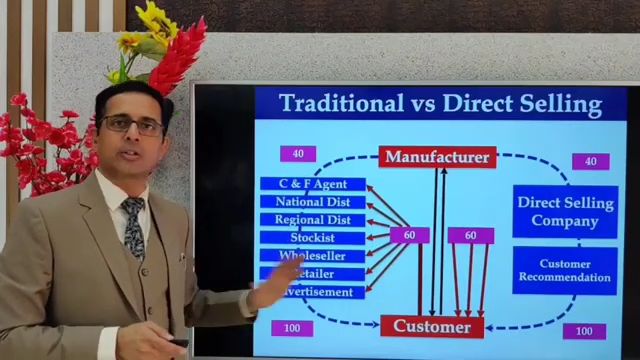 Traditional vs Direct Selling
40
Manufacturer
40
C & F Agent
National Dist
Regional Dist
Stockist
Wholeseller
etailer
dvertisement
60
60
Direct Selling
Company
Customer
Recommendation
100
Customer
100